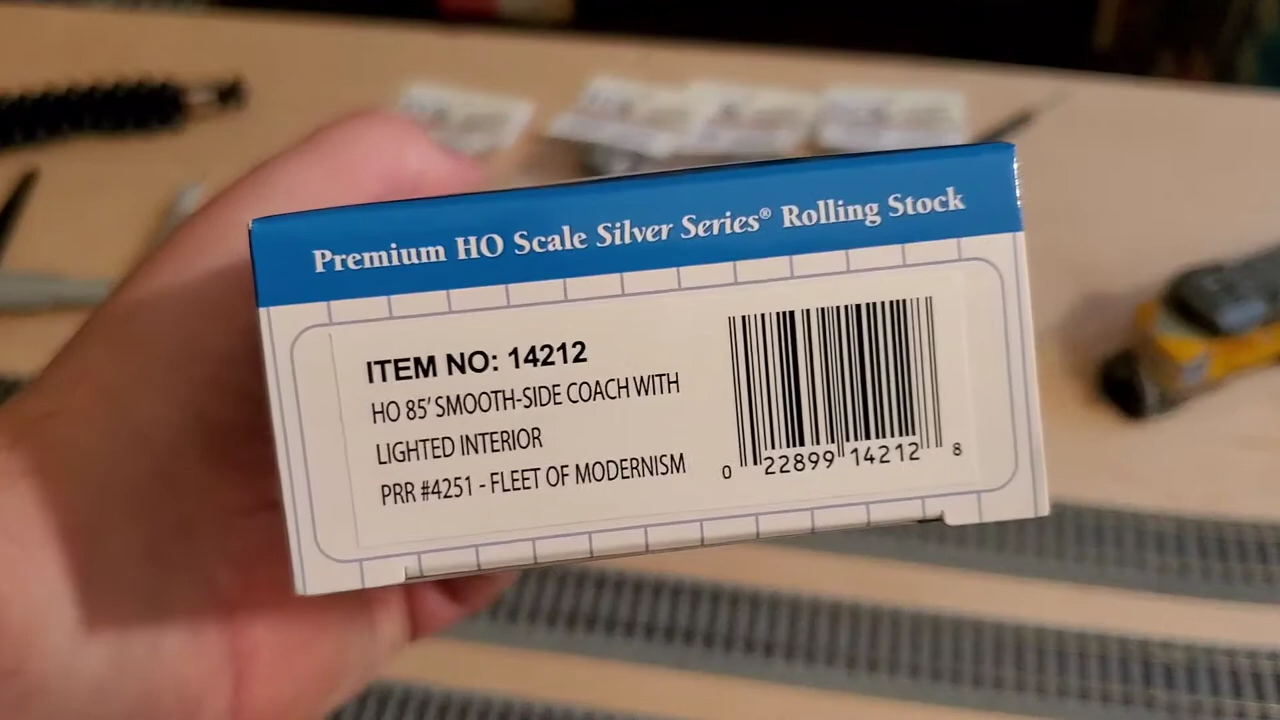 Premium HO Scale Silver Series® Rolling Stock
ITEM NO: 14212
HO 85' SMOOTH-SIDE COACH WITH
LIGHTED INTERIOR
PRR #4251 - FLEET OF MODERNISM
0 22899 14212 8